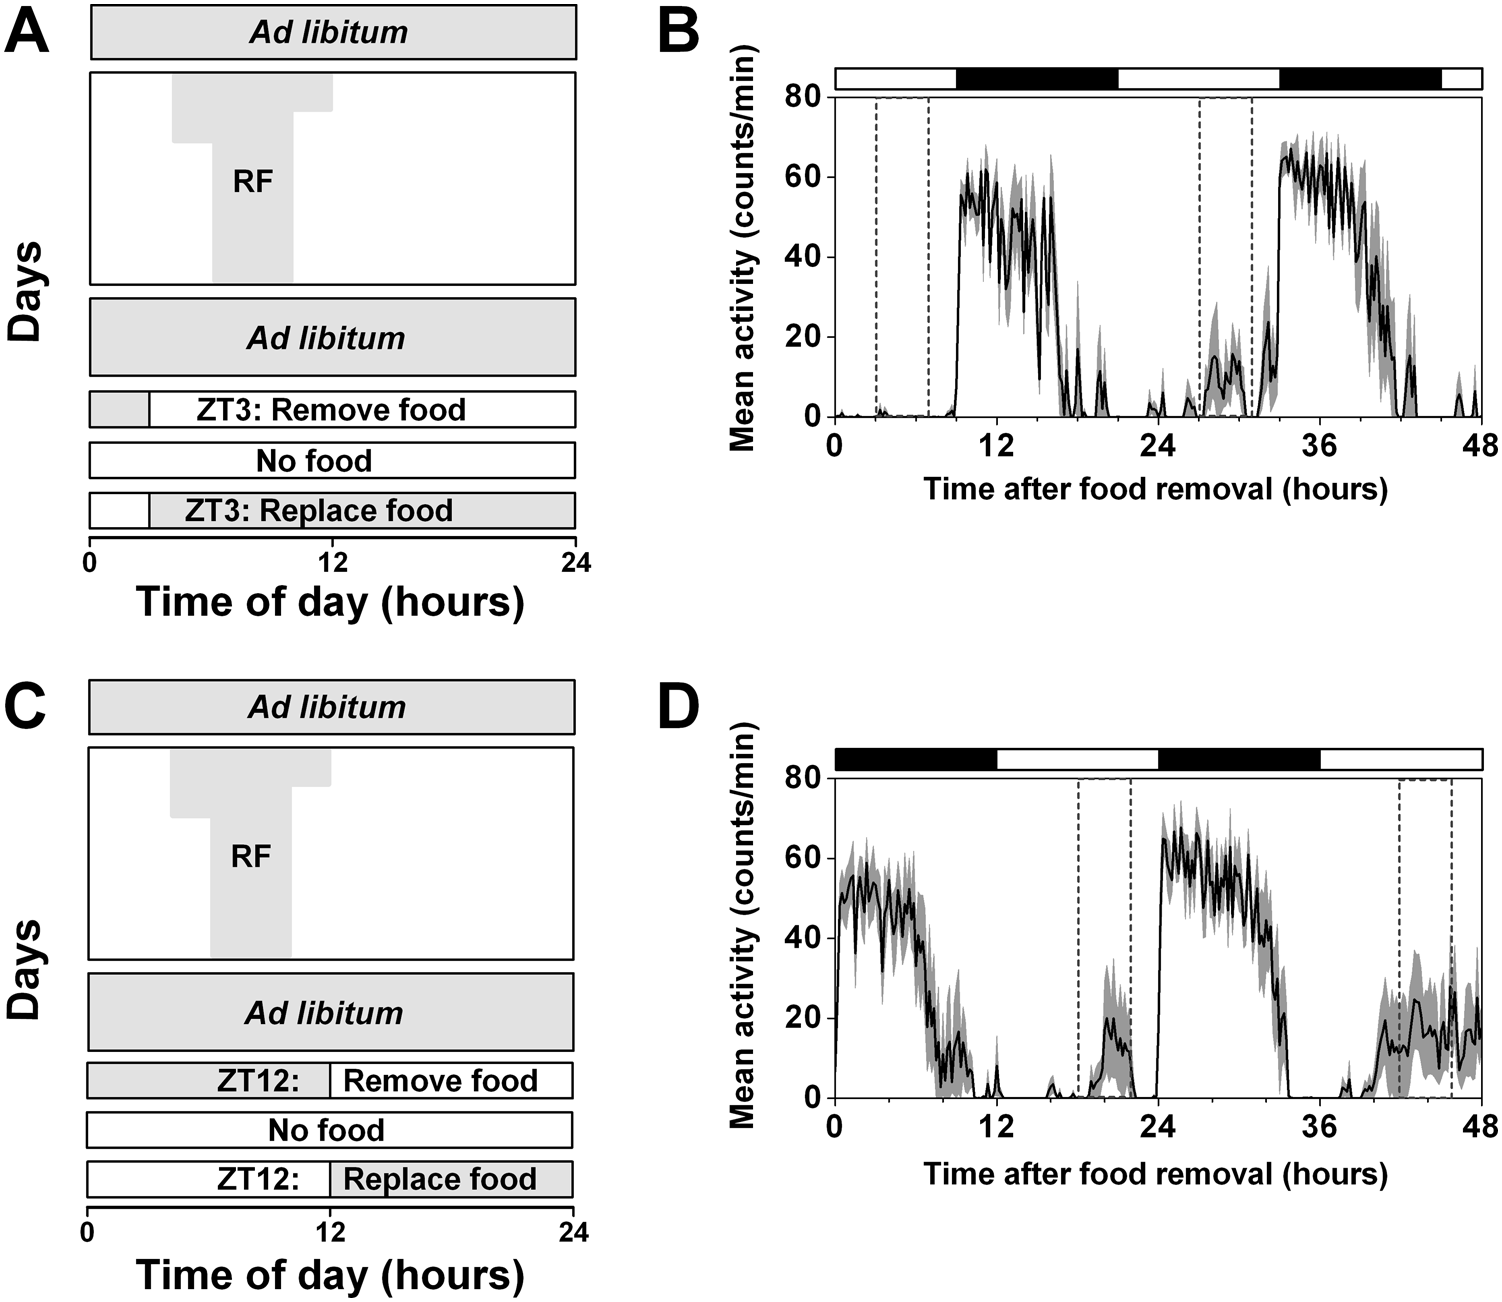 A
Ad libitum
RF
Days
Ad libitum
ZT3: Remove food
No food
ZT3: Replace food
0 12 24
Time of day (hours)
B
Mean activity (counts/min)
80
60
40
20
0
0 12 24 36 48
Time after food removal (hours)
C
Ad libitum
RF
Days
Ad libitum
ZT12: Remove food
No food
ZT12: Replace food
0 12 24
Time of day (hours)
D
Mean activity (counts/min)
80
60
40
20
0
0 12 24 36 48
Time after food removal (hours)